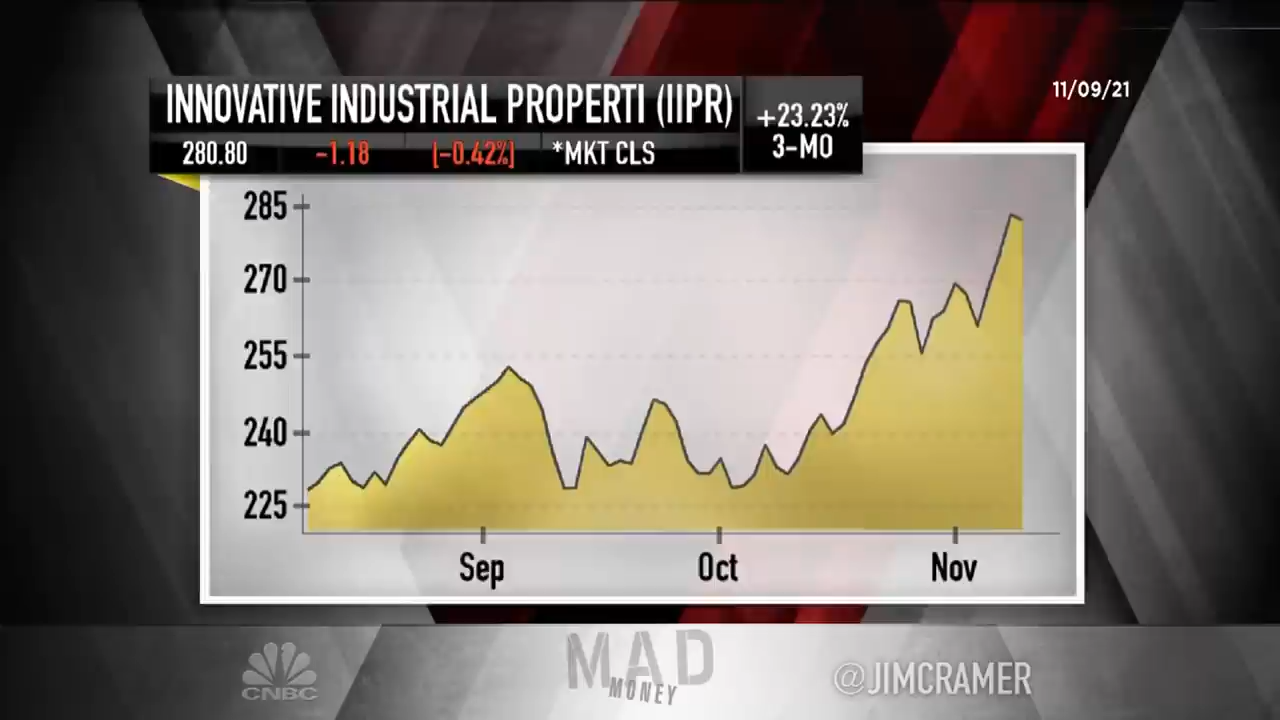 INNOVATIVE INDUSTRIAL PROPERTI (IIPR)
280.80 -1.18 (-0.42%) *MKT CLS
+23.23%
3-MO
11/09/21
285
270
255
240
225
Sep Oct Nov
CNBC
MAD
MONEY
@JIMCRAMER